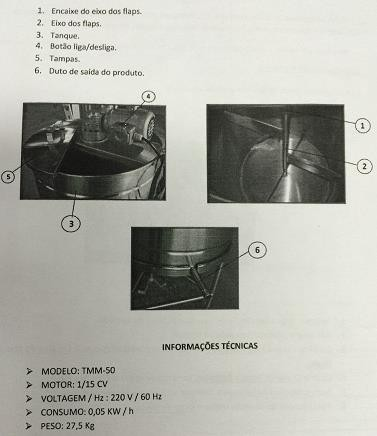 1. Encaixe do eixo dos flaps.
2. Eixo dos flaps.
3. Tanque.
4. Botão liga/desliga.
5. Tampas.
6. Duto de saída do produto.
4
1
2
5
3
6
INFORMAÇÕES TÉCNICAS
➢ MODELO: TMM-50
➢ MOTOR: 1/15 CV
➢ VOLTAGEM / Hz : 220 V / 60 Hz
➢ CONSUMO: 0,05 KW / h
➢ PESO: 27,5 Kg